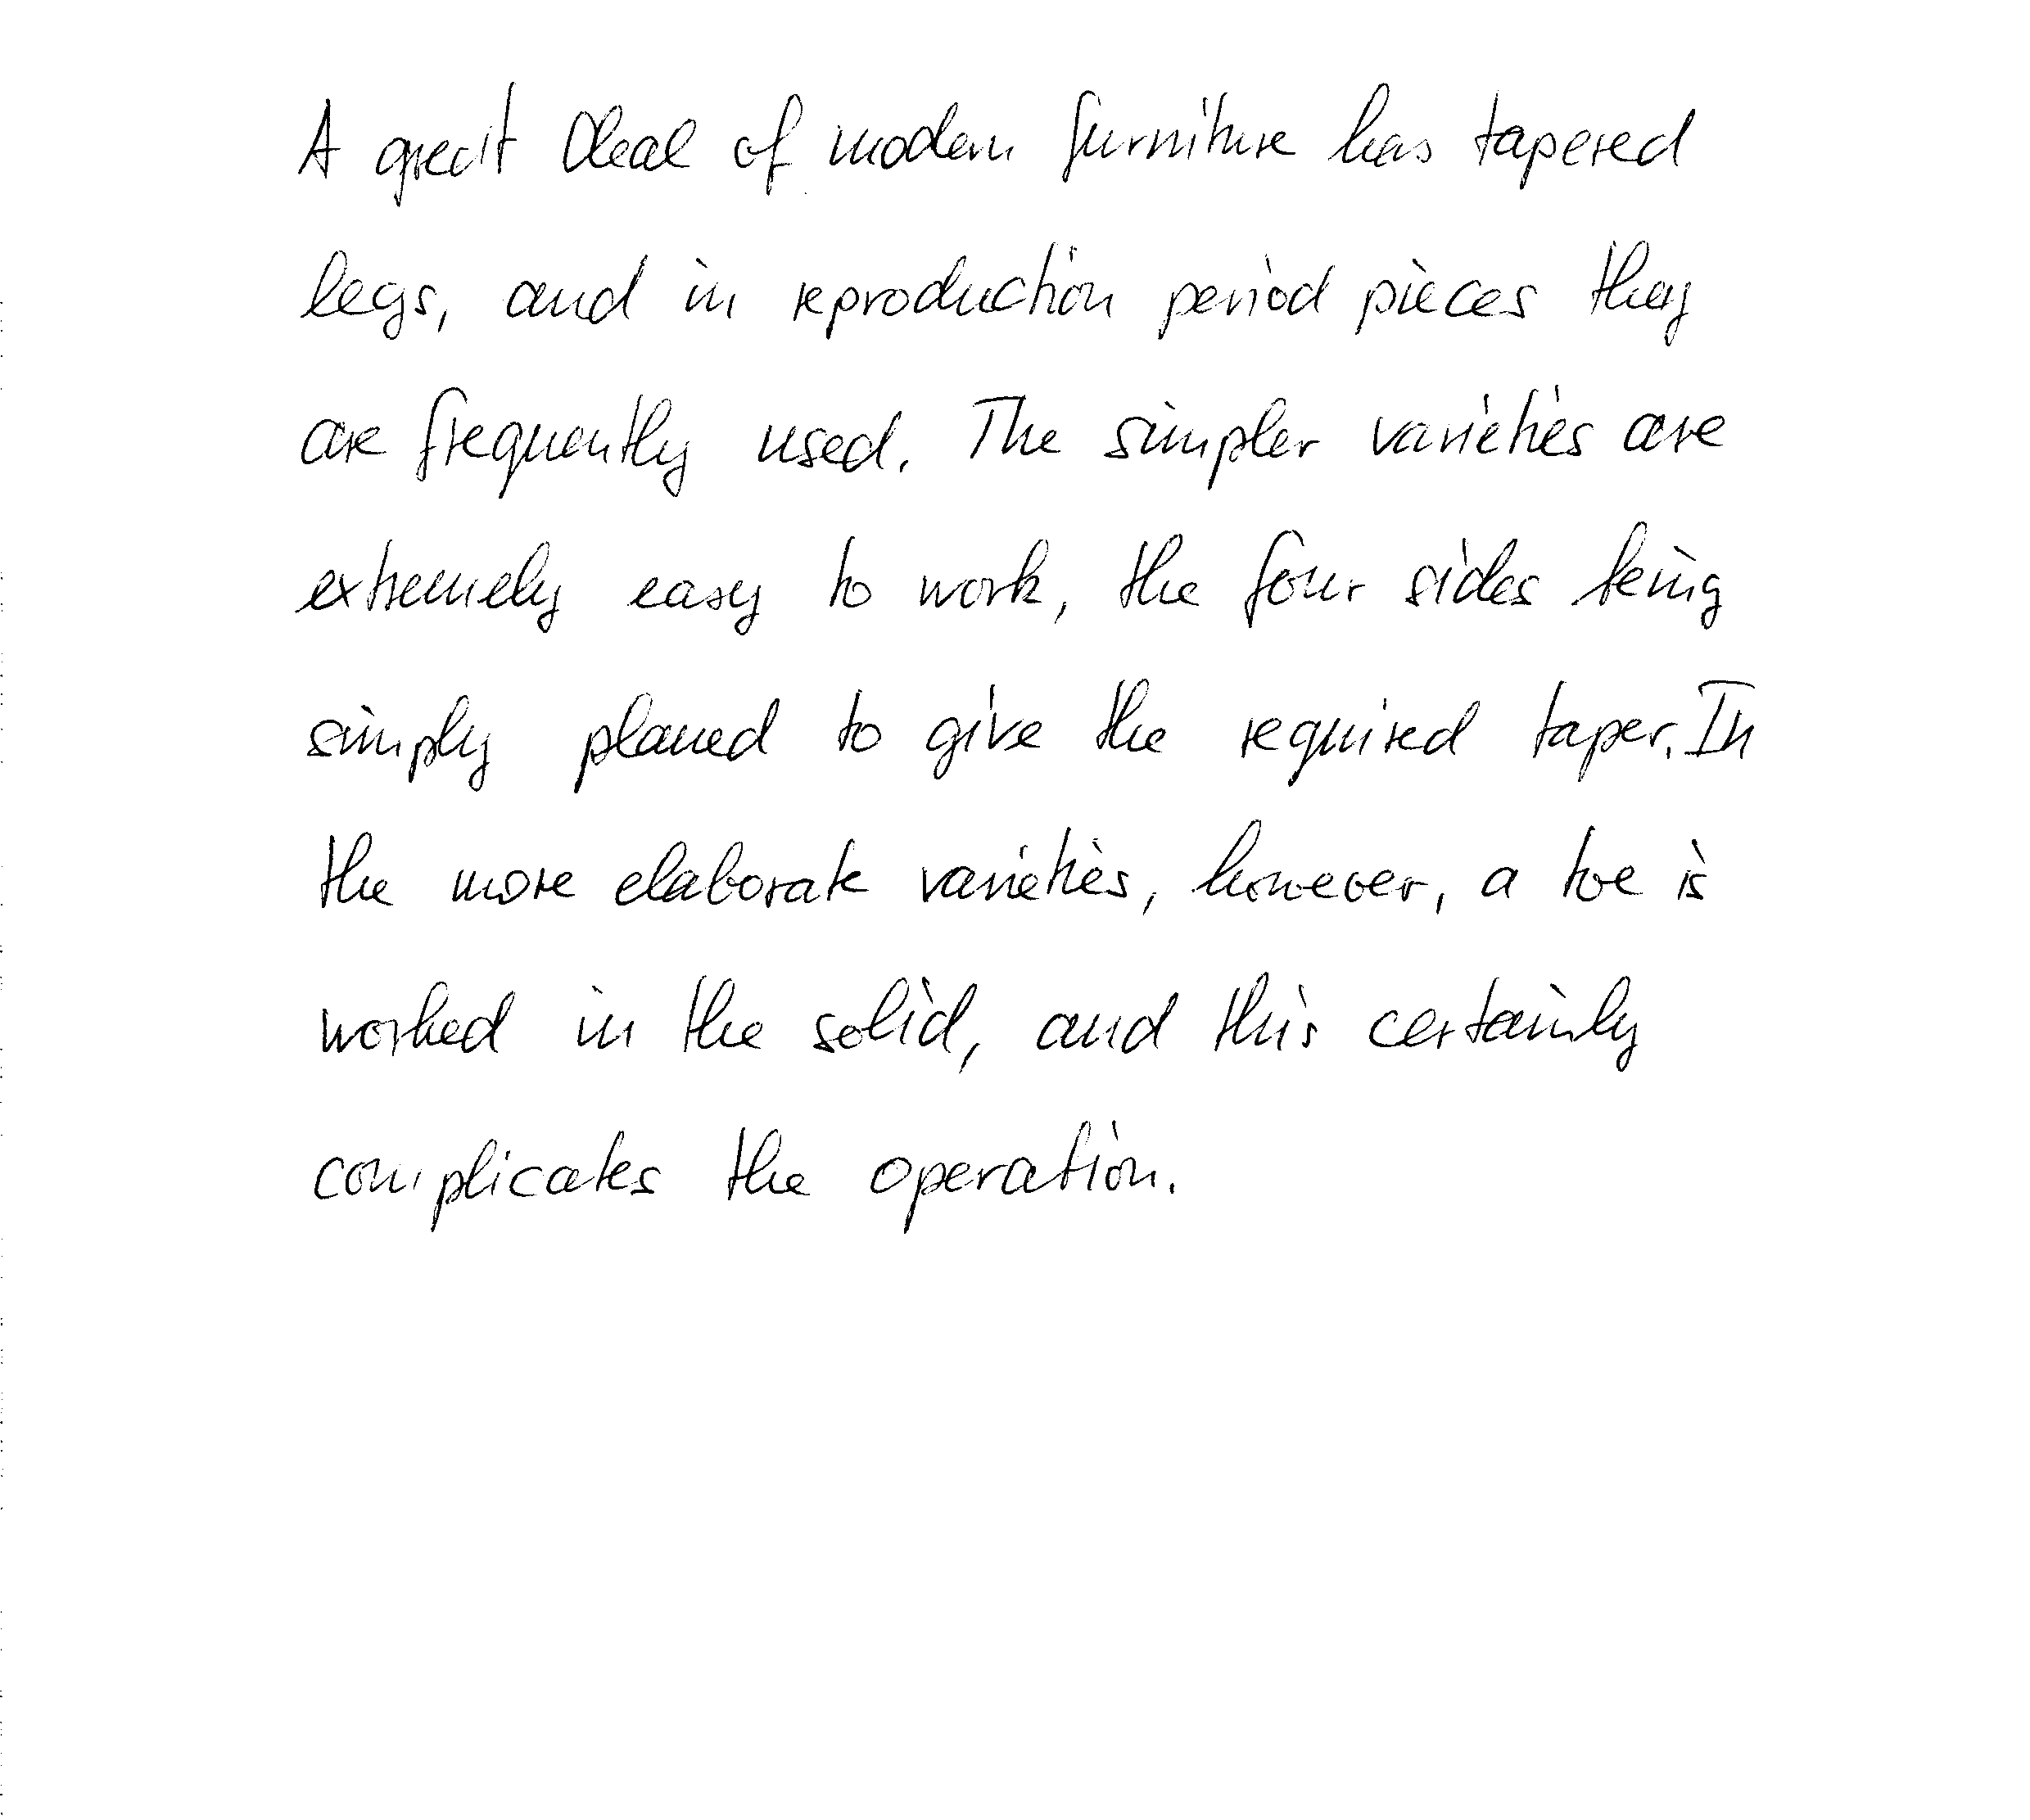 A great Deal of modern furniture has tapered
legs, and in reproduction period pieces they
are frequently used. The simpler varieties are
extremely easy to work, the four sides being
simply planed to give the required taper. In
the more elaborate varieties, however, a toe is
worked in the solid, and this certainly
complicates the operation.